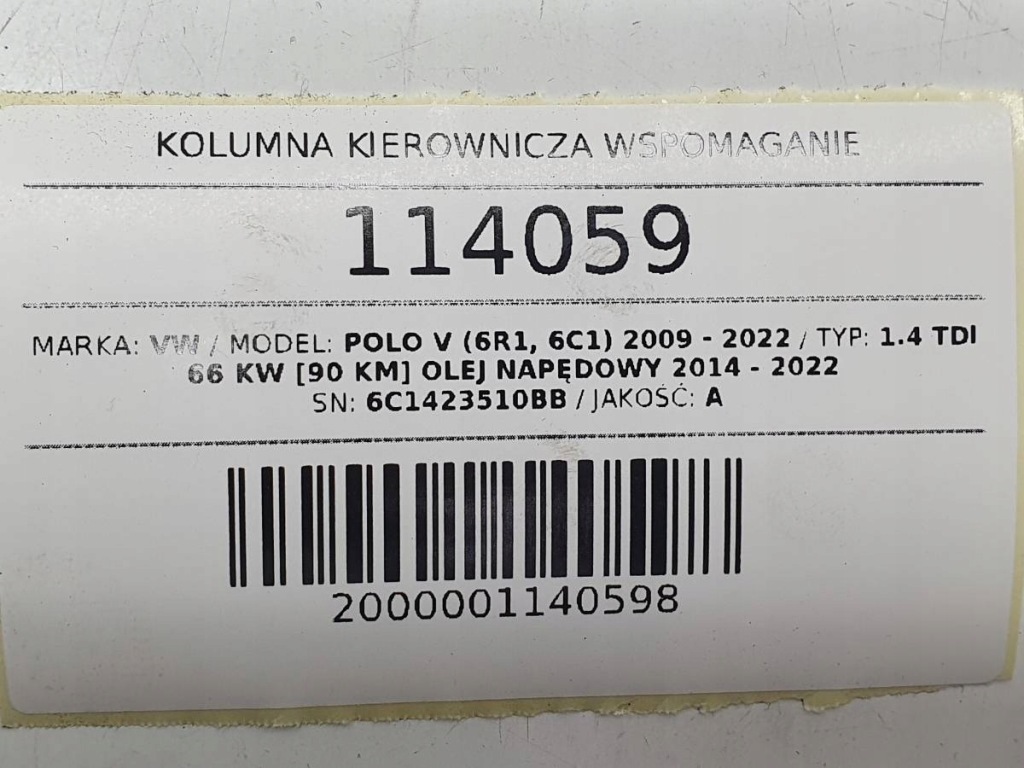 KOLUMNA KIEROWNICZA WSPOMAGANIE
114059
MARKA: VW / MODEL: POLO V (6R1, 6C1) 2009 - 2022 / TYP: 1.4 TDI
66 KW [90 KM] OLEJ NAPĘDOWY 2014 - 2022
SN: 6C1423510BB / JAKOŚĆ: A
2000001140598